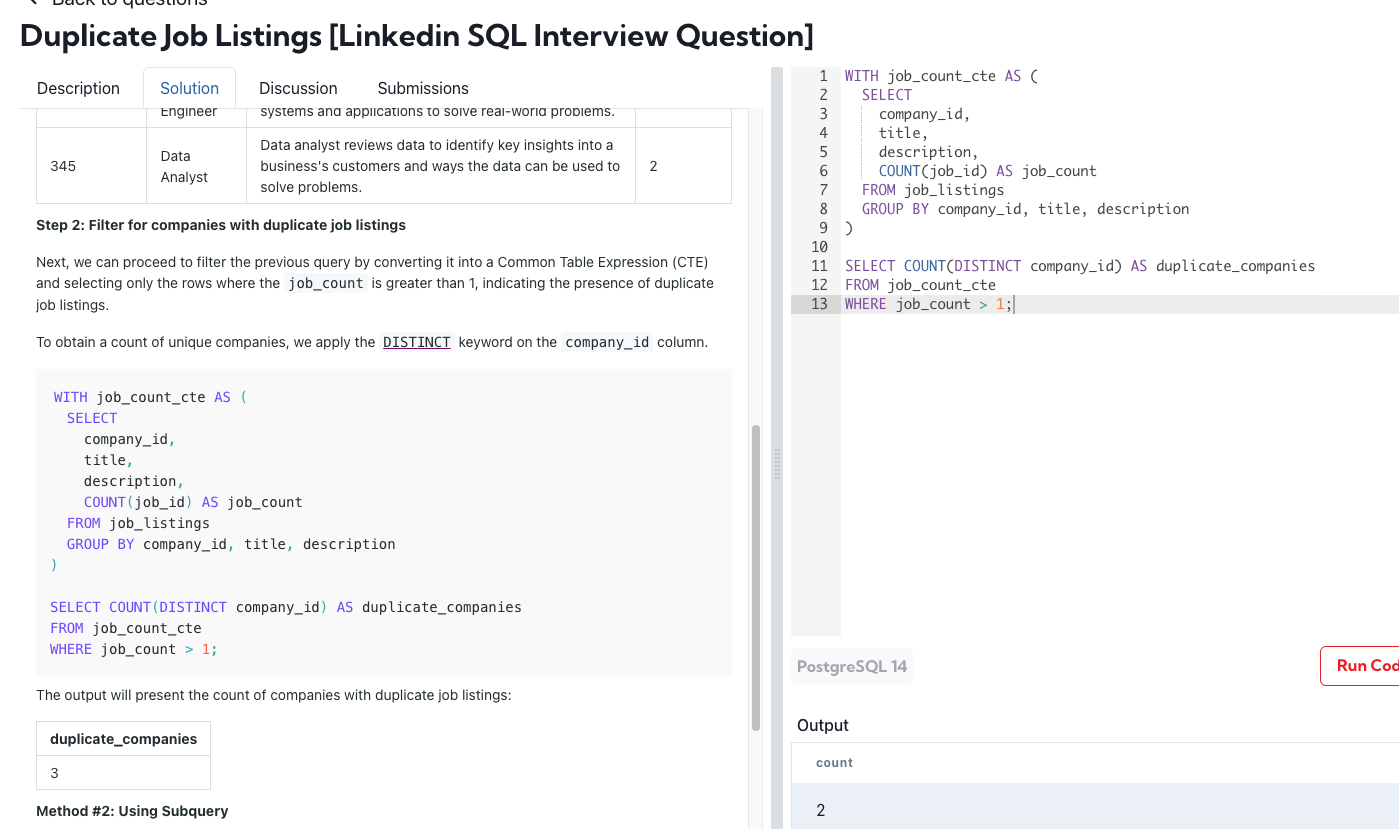 Back to questions
Duplicate Job Listings [Linkedin SQL Interview Question]
Description Solution Discussion Submissions
Engineer systems and applications to solve real-world problems.
345 Data Analyst Data analyst reviews data to identify key insights into a business's customers and ways the data can be used to solve problems. 2
Step 2: Filter for companies with duplicate job listings
Next, we can proceed to filter the previous query by converting it into a Common Table Expression (CTE)
and selecting only the rows where the job_count is greater than 1, indicating the presence of duplicate
job listings.
To obtain a count of unique companies, we apply the DISTINCT keyword on the company_id column.
WITH job_count_cte AS (
SELECT
company_id,
title,
description,
COUNT(job_id) AS job_count
FROM job_listings
GROUP BY company_id, title, description
)
SELECT COUNT(DISTINCT company_id) AS duplicate_companies
FROM job_count_cte
WHERE job_count > 1;
The output will present the count of companies with duplicate job listings:
duplicate_companies
3
Method #2: Using Subquery
1 WITH job_count_cte AS (
2 SELECT
3 company_id,
4 title,
5 description,
6 COUNT(job_id) AS job_count
7 FROM job_listings
8 GROUP BY company_id, title, description
9 )
10
11 SELECT COUNT(DISTINCT company_id) AS duplicate_companies
12 FROM job_count_cte
13 WHERE job_count > 1;
PostgreSQL 14
Run Cod
Output
count
2